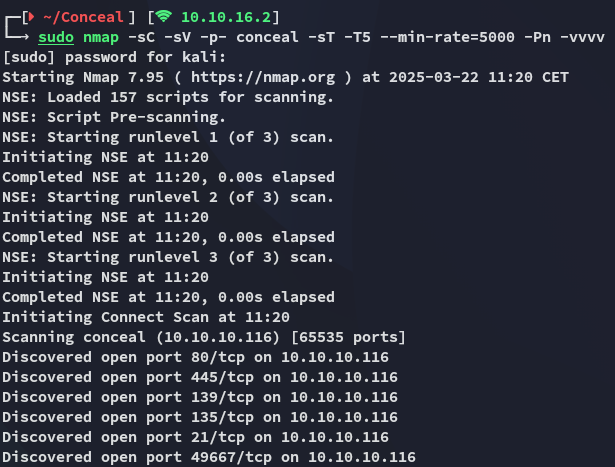 ┌─[ ~/Conceal ] [ 10.10.16.2]
└─→ sudo nmap -sC -sV -p- conceal -sT -T5 --min-rate=5000 -Pn -vvvv
[sudo] password for kali:
Starting Nmap 7.95 ( https://nmap.org ) at 2025-03-22 11:20 CET
NSE: Loaded 157 scripts for scanning.
NSE: Script Pre-scanning.
NSE: Starting runlevel 1 (of 3) scan.
Initiating NSE at 11:20
Completed NSE at 11:20, 0.00s elapsed
NSE: Starting runlevel 2 (of 3) scan.
Initiating NSE at 11:20
Completed NSE at 11:20, 0.00s elapsed
NSE: Starting runlevel 3 (of 3) scan.
Initiating NSE at 11:20
Completed NSE at 11:20, 0.00s elapsed
Initiating Connect Scan at 11:20
Scanning conceal (10.10.10.116) [65535 ports]
Discovered open port 80/tcp on 10.10.10.116
Discovered open port 445/tcp on 10.10.10.116
Discovered open port 139/tcp on 10.10.10.116
Discovered open port 135/tcp on 10.10.10.116
Discovered open port 21/tcp on 10.10.10.116
Discovered open port 49667/tcp on 10.10.10.116